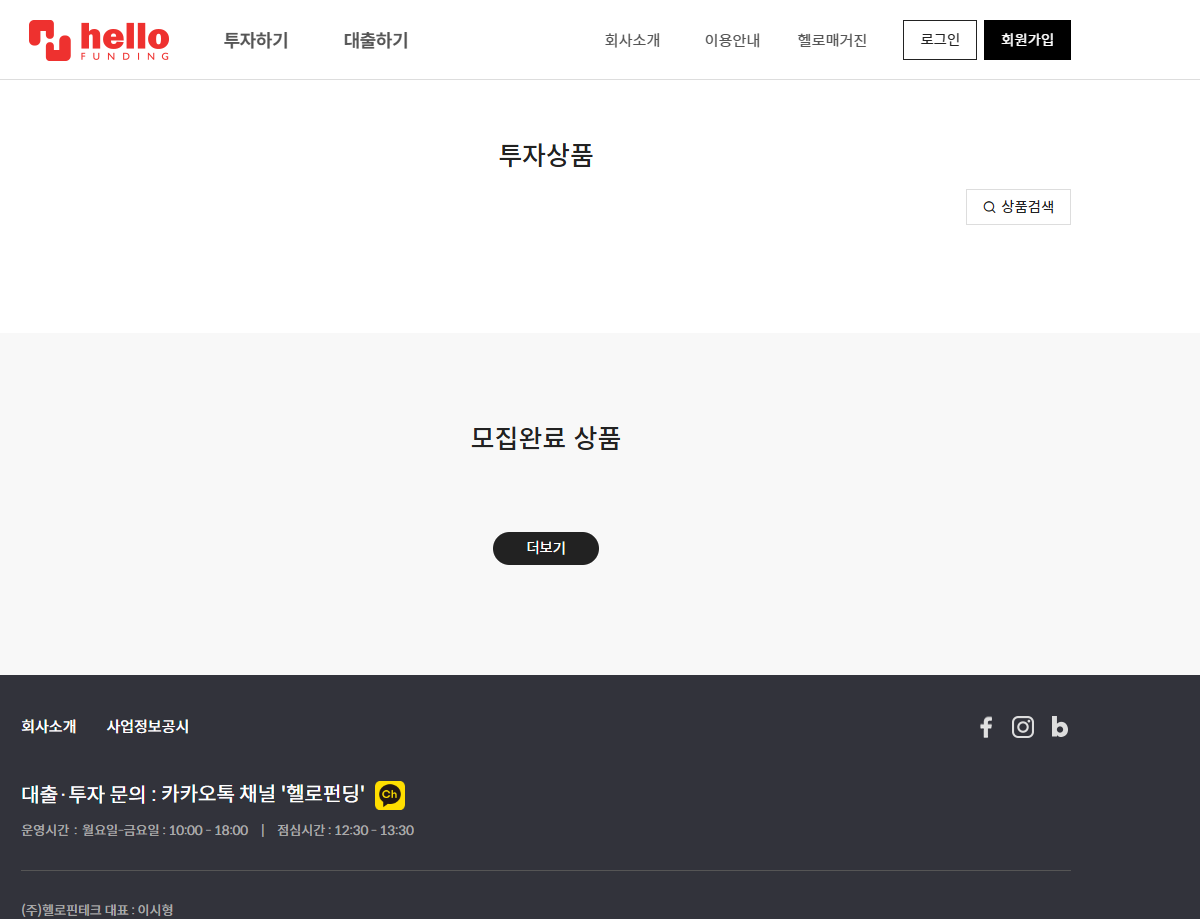 hello
FUNDING
투자하기 대출하기 회사소개 이용안내 헬로매거진 로그인 회원가입
투자상품
상품검색
모집완료 상품
더보기
회사소개 사업정보공시
대출·투자 문의 : 카카오톡 채널 '헬로펀딩' Ch
운영시간 : 월요일-금요일 : 10:00 - 18:00 | 점심시간 : 12:30 - 13:30
(주)헬로핀테크 대표 : 이시형